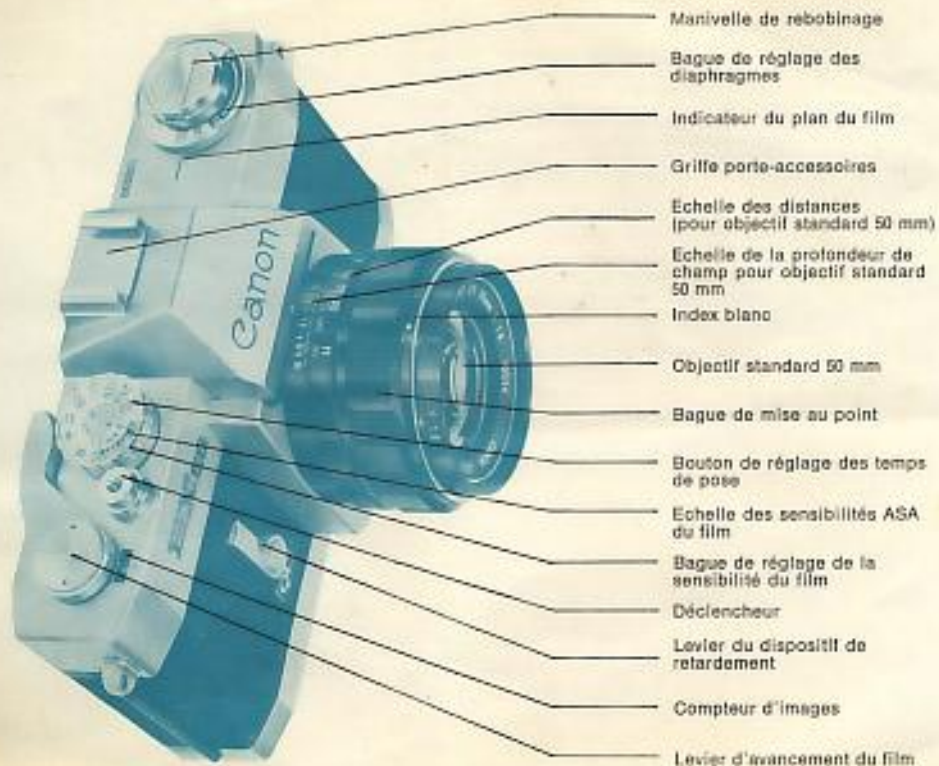 Manivelle de rebobinage
Bague de réglage des
diaphragmes
Indicateur du plan du film
Griffe porte-accessoires
Echelle des distances
(pour objectif standard 50 mm)
Echelle de la profondeur de
champ pour objectif standard
50 mm
Index blanc
Objectif standard 50 mm
Bague de mise au point
Bouton de réglage des temps
de pose
Echelle des sensibilités ASA
du film
Bague de réglage de la
sensibilité du film
Déclencheur
Levier du dispositif de
retardement
Compteur d'images
Levier d'avancement du film
Canon